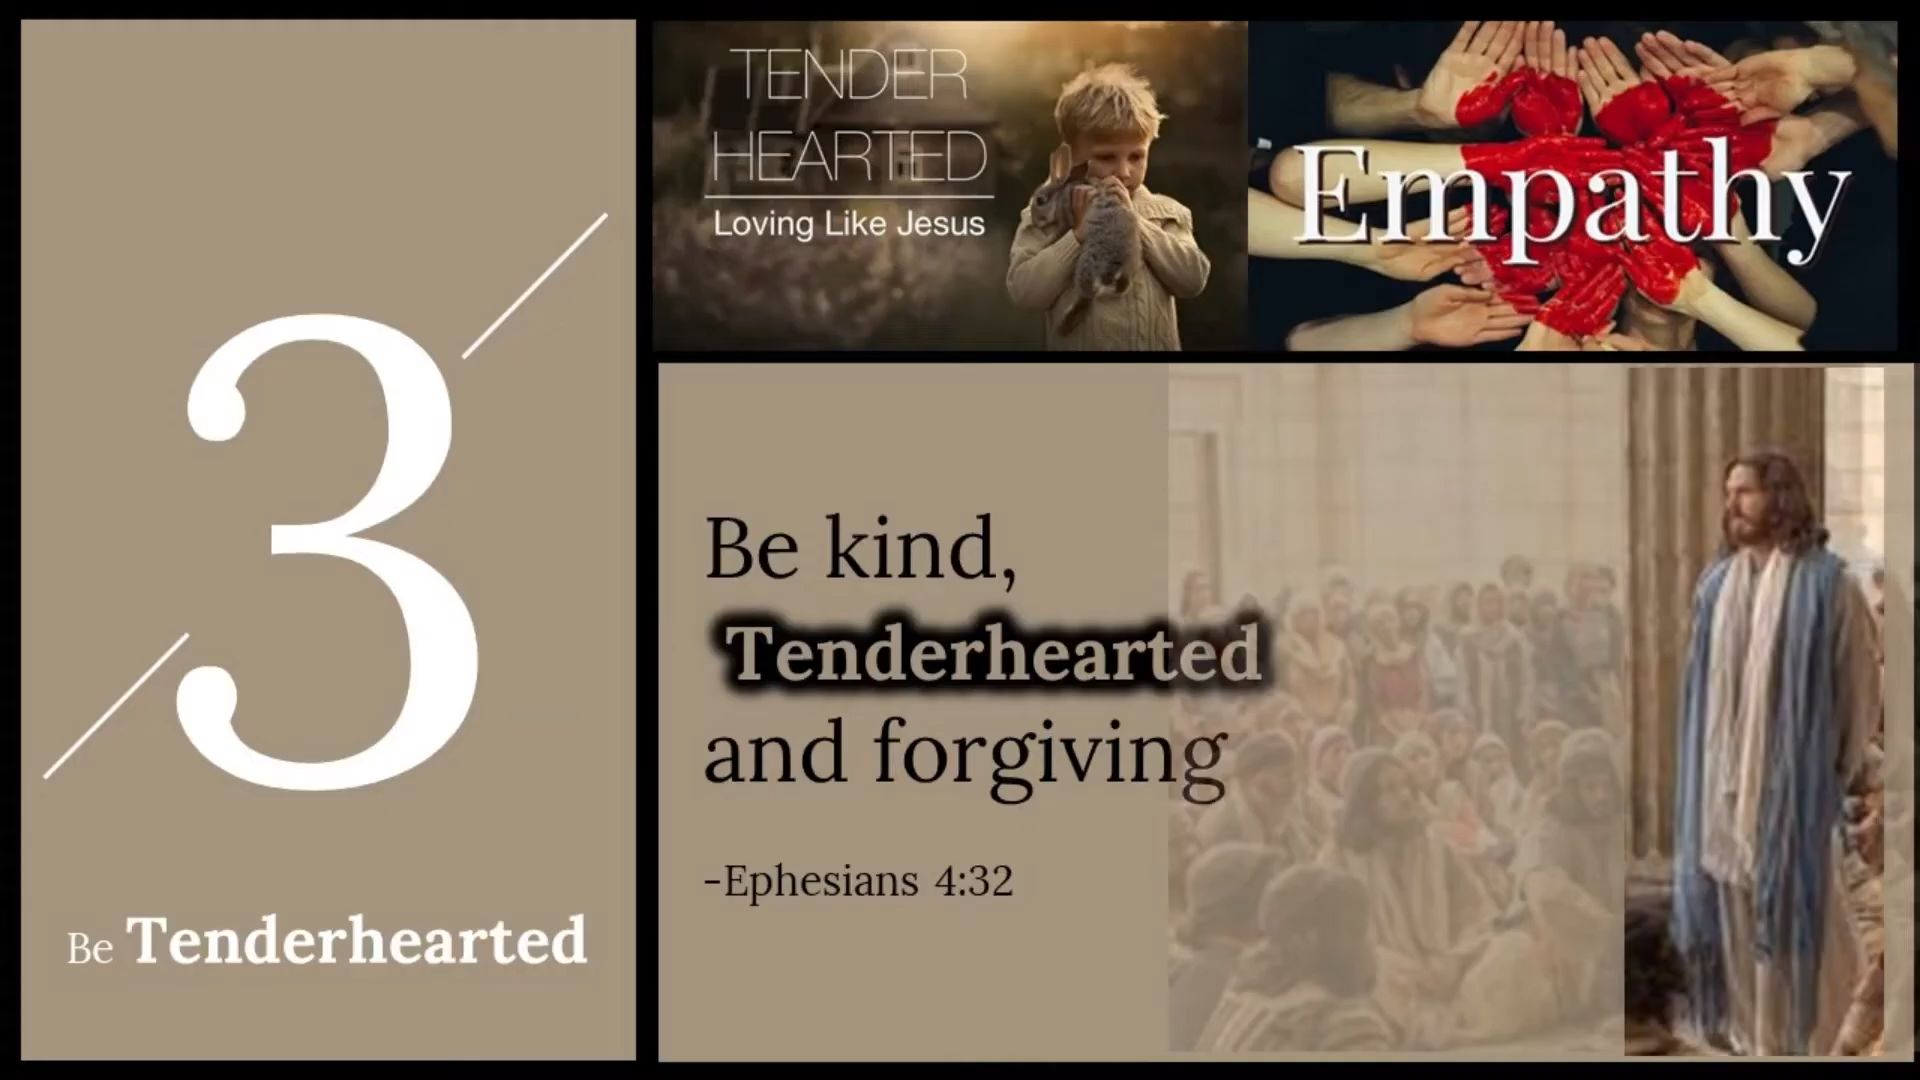 3
Be Tenderhearted
TENDER
HEARTED
Loving Like Jesus
Empathy
Be kind,
Tenderhearted
and forgiving
-Ephesians 4:32